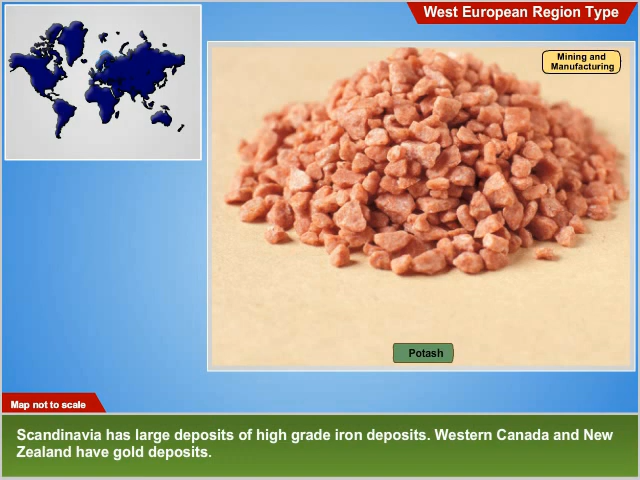 West European Region Type
Mining and
Manufacturing
Potash
Map not to scale
Scandinavia has large deposits of high grade iron deposits. Western Canada and New
Zealand have gold deposits.